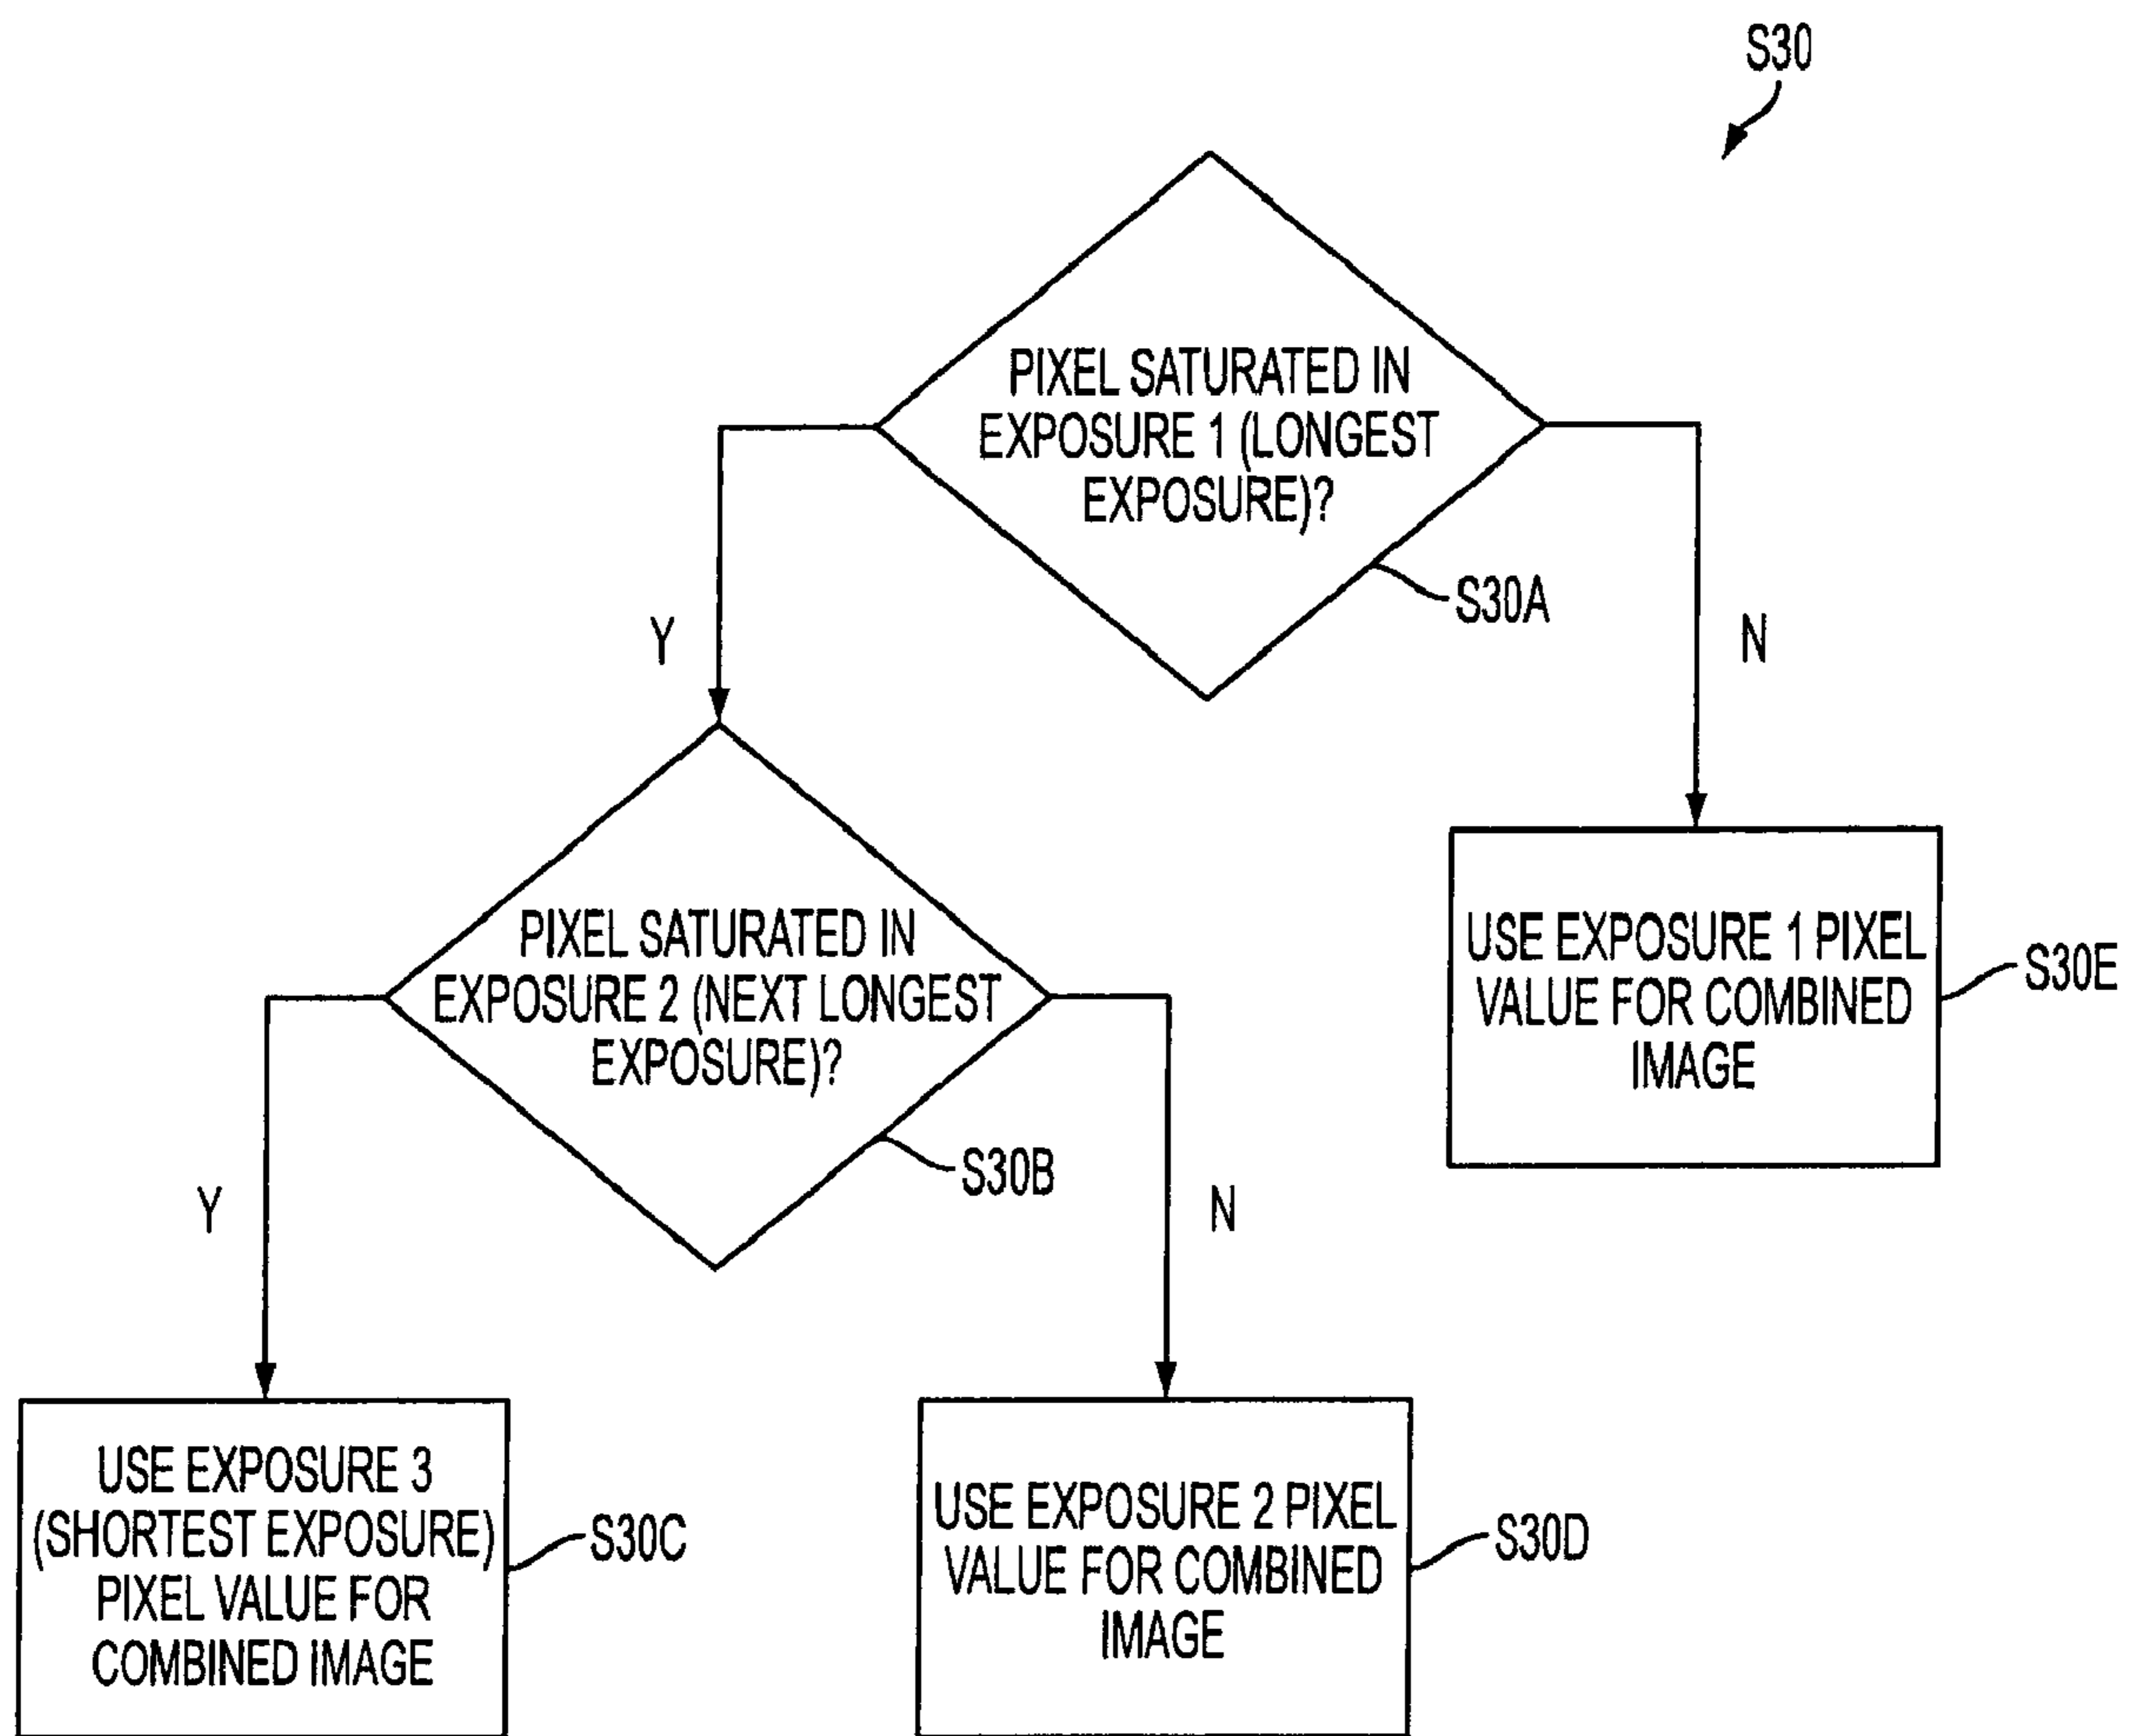 S30
PIXEL SATURATED IN
EXPOSURE 1 (LONGEST
EXPOSURE)?
S30A
Y
N
PIXEL SATURATED IN
EXPOSURE 2 (NEXT LONGEST
EXPOSURE)?
S30B
USE EXPOSURE 1 PIXEL
VALUE FOR COMBINED
IMAGE
S30E
Y
N
USE EXPOSURE 3
(SHORTEST EXPOSURE)
PIXEL VALUE FOR
COMBINED IMAGE
S30C
USE EXPOSURE 2 PIXEL
VALUE FOR COMBINED
IMAGE
S30D